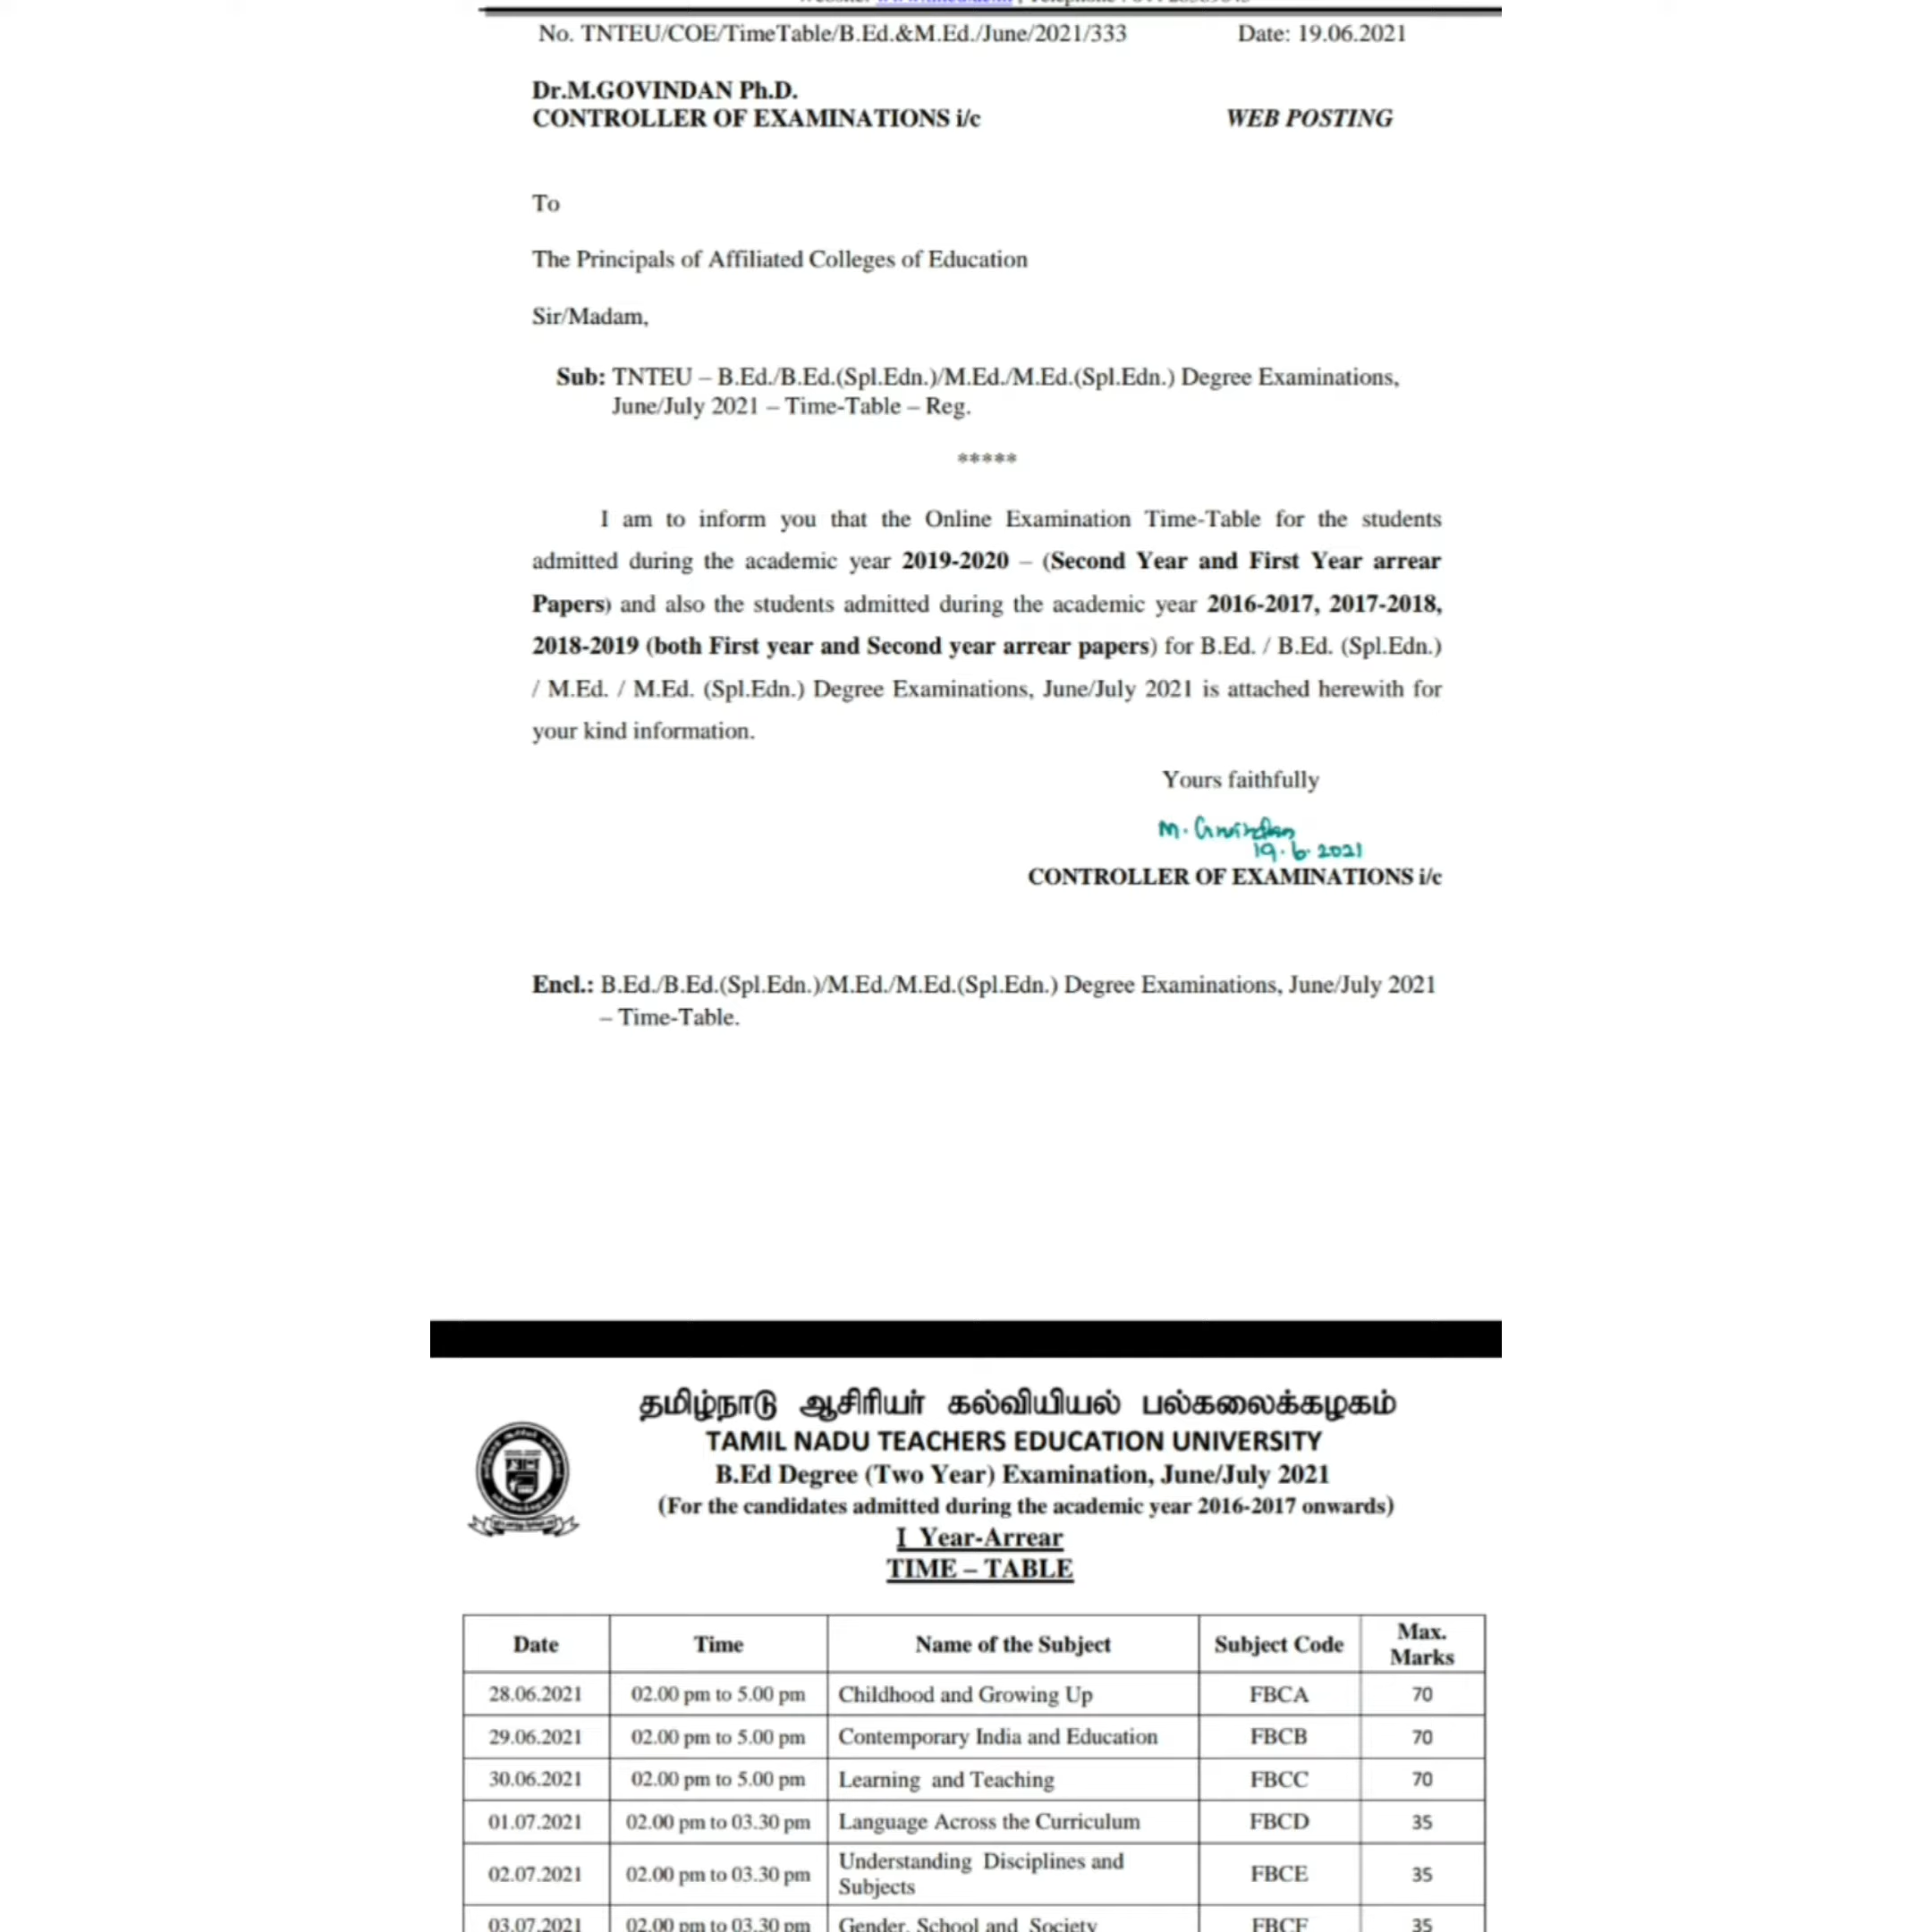 No. TNTEU/COE/TimeTable/B.Ed.&M.Ed./June/2021/333 Date: 19.06.2021
Dr.M.GOVINDAN Ph.D.
CONTROLLER OF EXAMINATIONS i/c WEB POSTING
To
The Principals of Affiliated Colleges of Education
Sir/Madam,
Sub: TNTEU – B.Ed./B.Ed.(Spl.Edn.)/M.Ed./M.Ed.(Spl.Edn.) Degree Examinations,
June/July 2021 – Time-Table – Reg.
*****
I am to inform you that the Online Examination Time-Table for the students
admitted during the academic year 2019-2020 – (Second Year and First Year arrear
Papers) and also the students admitted during the academic year 2016-2017, 2017-2018,
2018-2019 (both First year and Second year arrear papers) for B.Ed. / B.Ed. (Spl.Edn.)
/ M.Ed. / M.Ed. (Spl.Edn.) Degree Examinations, June/July 2021 is attached herewith for
your kind information.
Yours faithfully
M. Govindan
19.6.2021
CONTROLLER OF EXAMINATIONS i/c
Encl.: B.Ed./B.Ed.(Spl.Edn.)/M.Ed./M.Ed.(Spl.Edn.) Degree Examinations, June/July 2021
– Time-Table.
தமிழ்நாடு ஆசிரியர் கல்வியியல் பல்கலைக்கழகம்
TAMIL NADU TEACHERS EDUCATION UNIVERSITY
B.Ed Degree (Two Year) Examination, June/July 2021
(For the candidates admitted during the academic year 2016-2017 onwards)
I Year-Arrear
TIME – TABLE
Date Time Name of the Subject Subject Code Max. Marks
28.06.2021 02.00 pm to 5.00 pm Childhood and Growing Up FBCA 70
29.06.2021 02.00 pm to 5.00 pm Contemporary India and Education FBCB 70
30.06.2021 02.00 pm to 5.00 pm Learning and Teaching FBCC 70
01.07.2021 02.00 pm to 03.30 pm Language Across the Curriculum FBCD 35
02.07.2021 02.00 pm to 03.30 pm Understanding Disciplines and Subjects FBCE 35
03.07.2021 02.00 pm to 03.30 pm Gender, School and Society FBCF 35